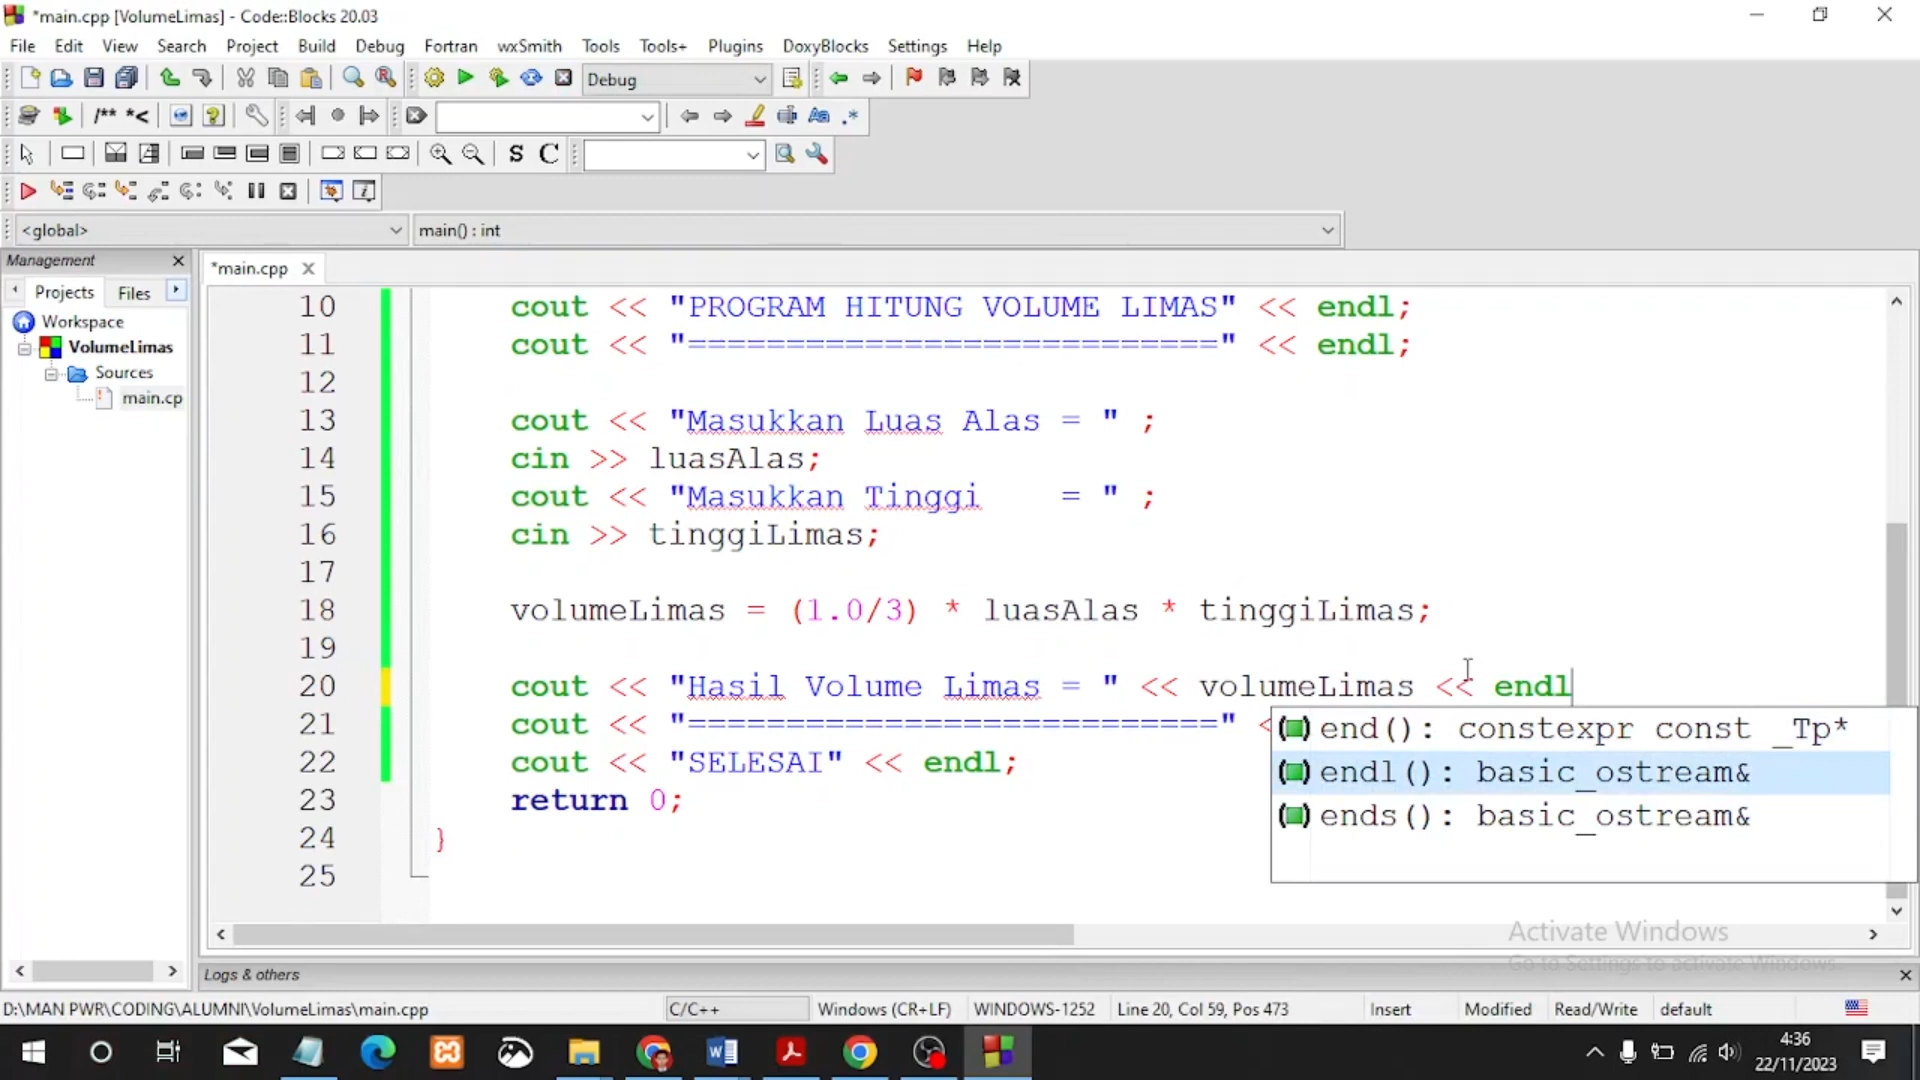 *main.cpp [VolumeLimas] - Code::Blocks 20.03
File Edit View Search Project Build Debug Fortran wxSmith Tools Tools+ Plugins DoxyBlocks Settings Help
Debug
/** *<
S C
<global> main() : int
Management
*main.cpp
Projects Files
Workspace
VolumeLimas
Sources
main.cp
10 cout << "PROGRAM HITUNG VOLUME LIMAS" << endl;
11 cout << "===========================" << endl;
12
13 cout << "Masukkan Luas Alas = " ;
14 cin >> luasAlas;
15 cout << "Masukkan Tinggi    = " ;
16 cin >> tinggiLimas;
17
18 volumeLimas = (1.0/3) * luasAlas * tinggiLimas;
19
20 cout << "Hasil Volume Limas = " << volumeLimas << endl
21 cout << "===========================" <
22 cout << "SELESAI" << endl;
23 return 0;
24 }
25
end(): constexpr const _Tp*
endl(): basic_ostream&
ends(): basic_ostream&
Activate Windows
Go to Settings to activate Windows.
Logs & others
D:\MAN PWR\CODING\ALUMNI\VolumeLimas\main.cpp C/C++ Windows (CR+LF) WINDOWS-1252 Line 20, Col 59, Pos 473 Insert Modified Read/Write default
4:36
22/11/2023